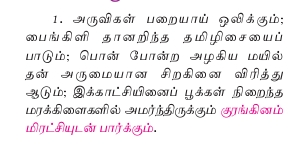 1. அருவிகள் பறையாய் ஒலிக்கும்;
பைங்கிளி தானறிந்த தமிழிசையைப்
பாடும்; பொன் போன்ற அழகிய மயில்
தன் அருமையான சிறகினை விரித்து
ஆடும்; இக்காட்சியினைப் பூக்கள் நிறைந்த
மரக்கிளைகளில் அமர்ந்திருக்கும் குரங்கினம்
மிரட்சியுடன் பார்க்கும்.